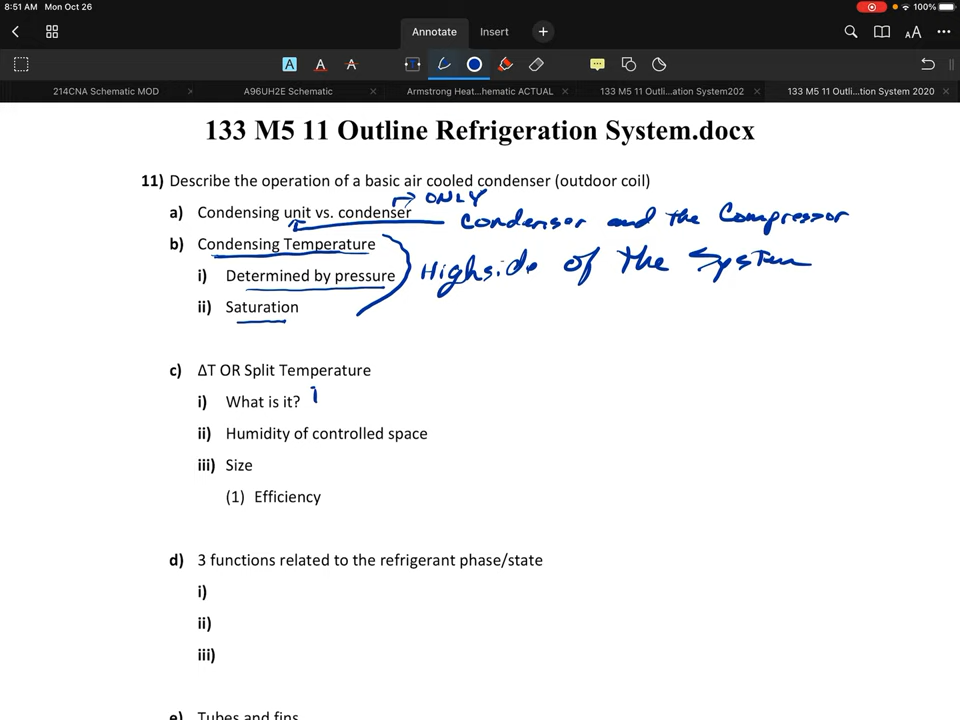 8:51 AM Mon Oct 26
100%
Annotate Insert
AA
A A A
214CNA Schematic MOD
A96UH2E Schematic
Armstrong Heat...hematic ACTUAL
133 M5 11 Outli...ation System202
133 M5 11 Outli...tion System 2020
133 M5 11 Outline Refrigeration System.docx
11) Describe the operation of a basic air cooled condenser (outdoor coil)
ONLY
a) Condensing unit vs. condenser
Condenser and the Compressor
b) Condensing Temperature
i) Determined by pressure
Highside of the System
ii) Saturation
c) ΔT OR Split Temperature
i) What is it?
ii) Humidity of controlled space
iii) Size
(1) Efficiency
d) 3 functions related to the refrigerant phase/state
i)
ii)
iii)
e) Tubes and fins